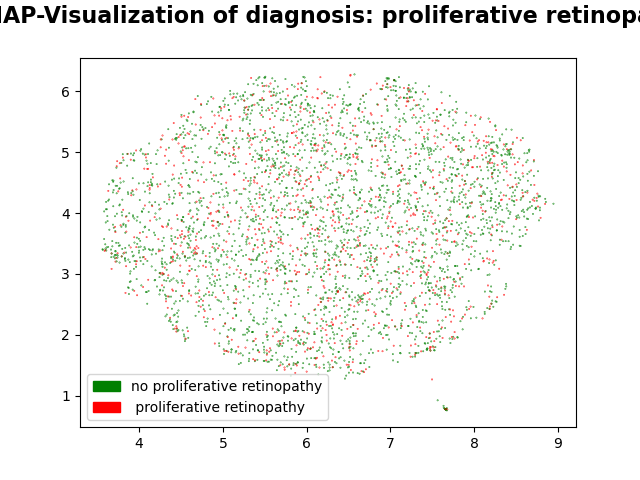 IAP-Visualization of diagnosis: proliferative retinopa
6
5
4
3
2
1
no proliferative retinopathy
proliferative retinopathy
4 5 6 7 8 9